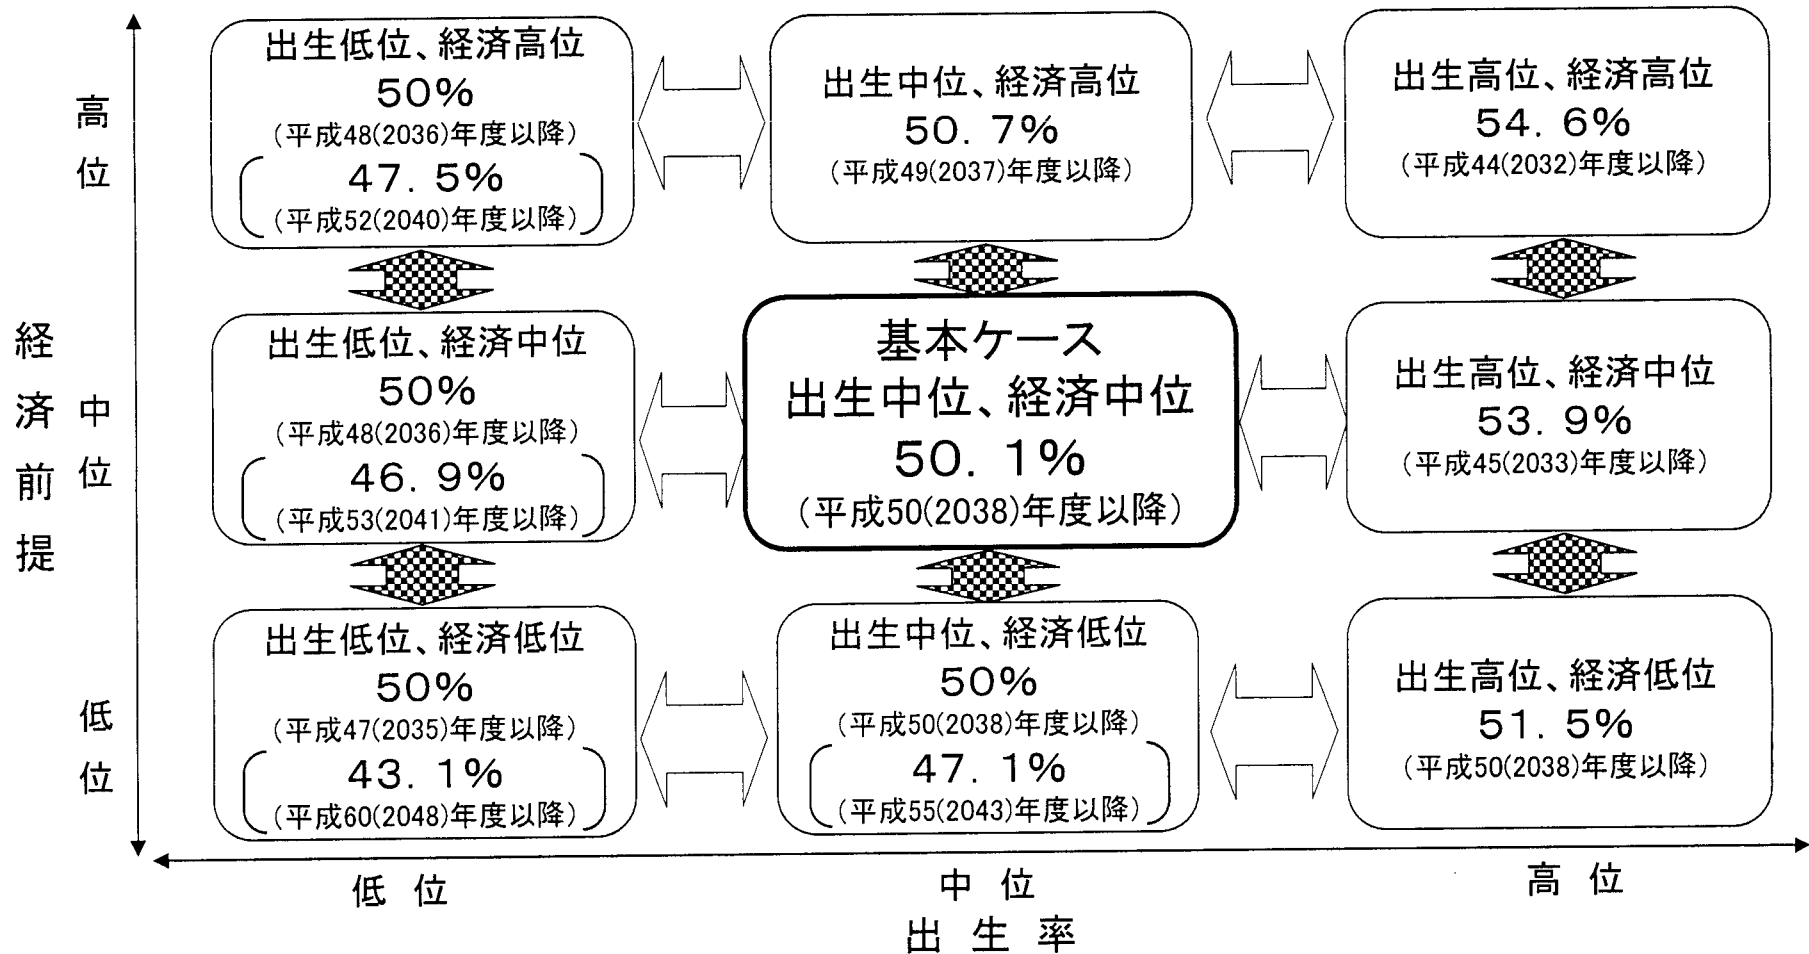 経済前提
高位
出生低位、経済高位
50%
(平成48(2036)年度以降)
47.5%
(平成52(2040)年度以降)
出生中位、経済高位
50.7%
(平成49(2037)年度以降)
出生高位、経済高位
54.6%
(平成44(2032)年度以降)
中位
出生低位、経済中位
50%
(平成48(2036)年度以降)
46.9%
(平成53(2041)年度以降)
基本ケース
出生中位、経済中位
50.1%
(平成50(2038)年度以降)
出生高位、経済中位
53.9%
(平成45(2033)年度以降)
低位
出生低位、経済低位
50%
(平成47(2035)年度以降)
43.1%
(平成60(2048)年度以降)
出生中位、経済低位
50%
(平成50(2038)年度以降)
47.1%
(平成55(2043)年度以降)
出生高位、経済低位
51.5%
(平成50(2038)年度以降)
低位
中位
高位
出生率